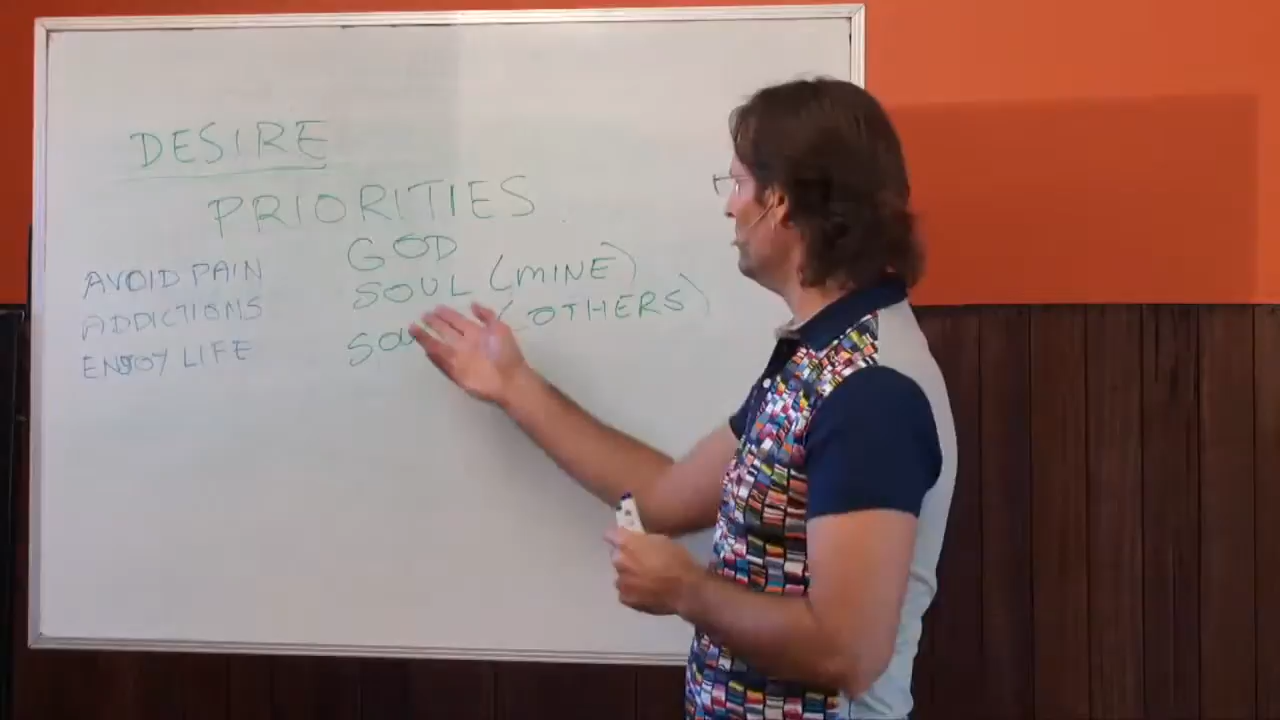 DESIRE
PRIORITIES
GOD
SOUL (MINE)
(OTHERS)
AVOID PAIN
ADDICTIONS
ENJOY LIFE